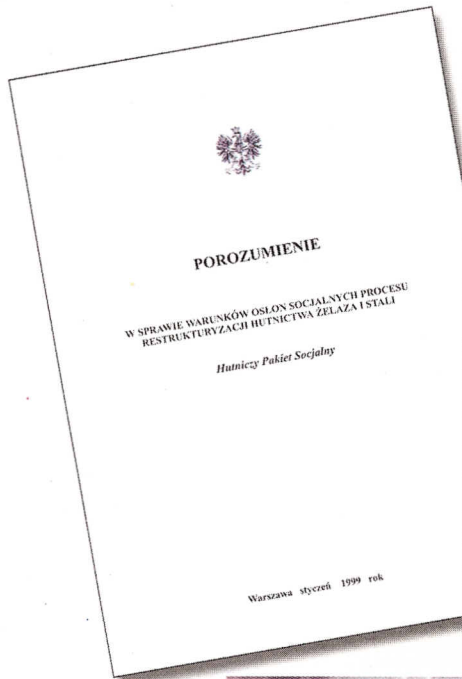 POROZUMIENIE
W SPRAWIE WARUNKÓW OSŁON SOCJALNYCH PROCESU
RESTRUKTURYZACJI HUTNICTWA ŻELAZA I STALI
Hutniczy Pakiet Socjalny
Warszawa styczeń 1999 rok